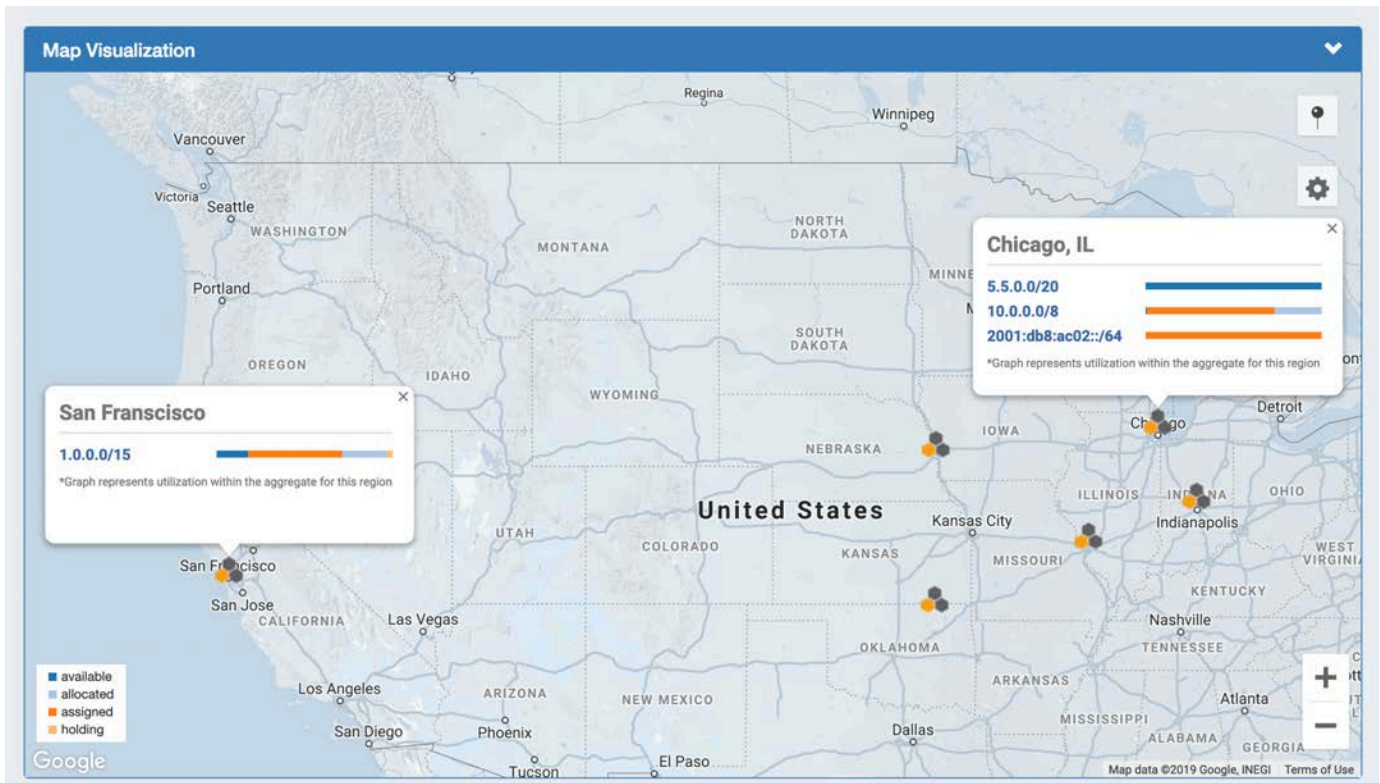 Map Visualization
Regina
Winnipeg
Vancouver
Victoria
Seattle
WASHINGTON
NORTH
DAKOTA
MONTANA
Chicago, IL
5.5.0.0/20
10.0.0.0/8
2001:db8:ac02::/64
*Graph represents utilization within the aggregate for this region
Portland
SOUTH
DAKOTA
OREGON
IDAHO
WYOMING
San Franscisco
1.0.0.0/15
*Graph represents utilization within the aggregate for this region
Detroit
IOWA
NEBRASKA
ILLINOIS
OHIO
United States
Kansas City
Indianapolis
UTAH
COLORADO
KANSAS
MISSOURI
WEST
San Jose
CALIFORNIA
Las Vegas
KENTUCKY
Nashville
TENNESSEE
OKLAHOMA
available
allocated
assigned
holding
Los Angeles
ARIZONA
NEW MEXICO
ARKANSAS
Atlanta
San Diego
Phoenix
Dallas
MISSISSIPPI
ALABAMA
GEORGIA
Google
Tucson
El Paso
Map data ©2019 Google, INEGI
Terms of Use